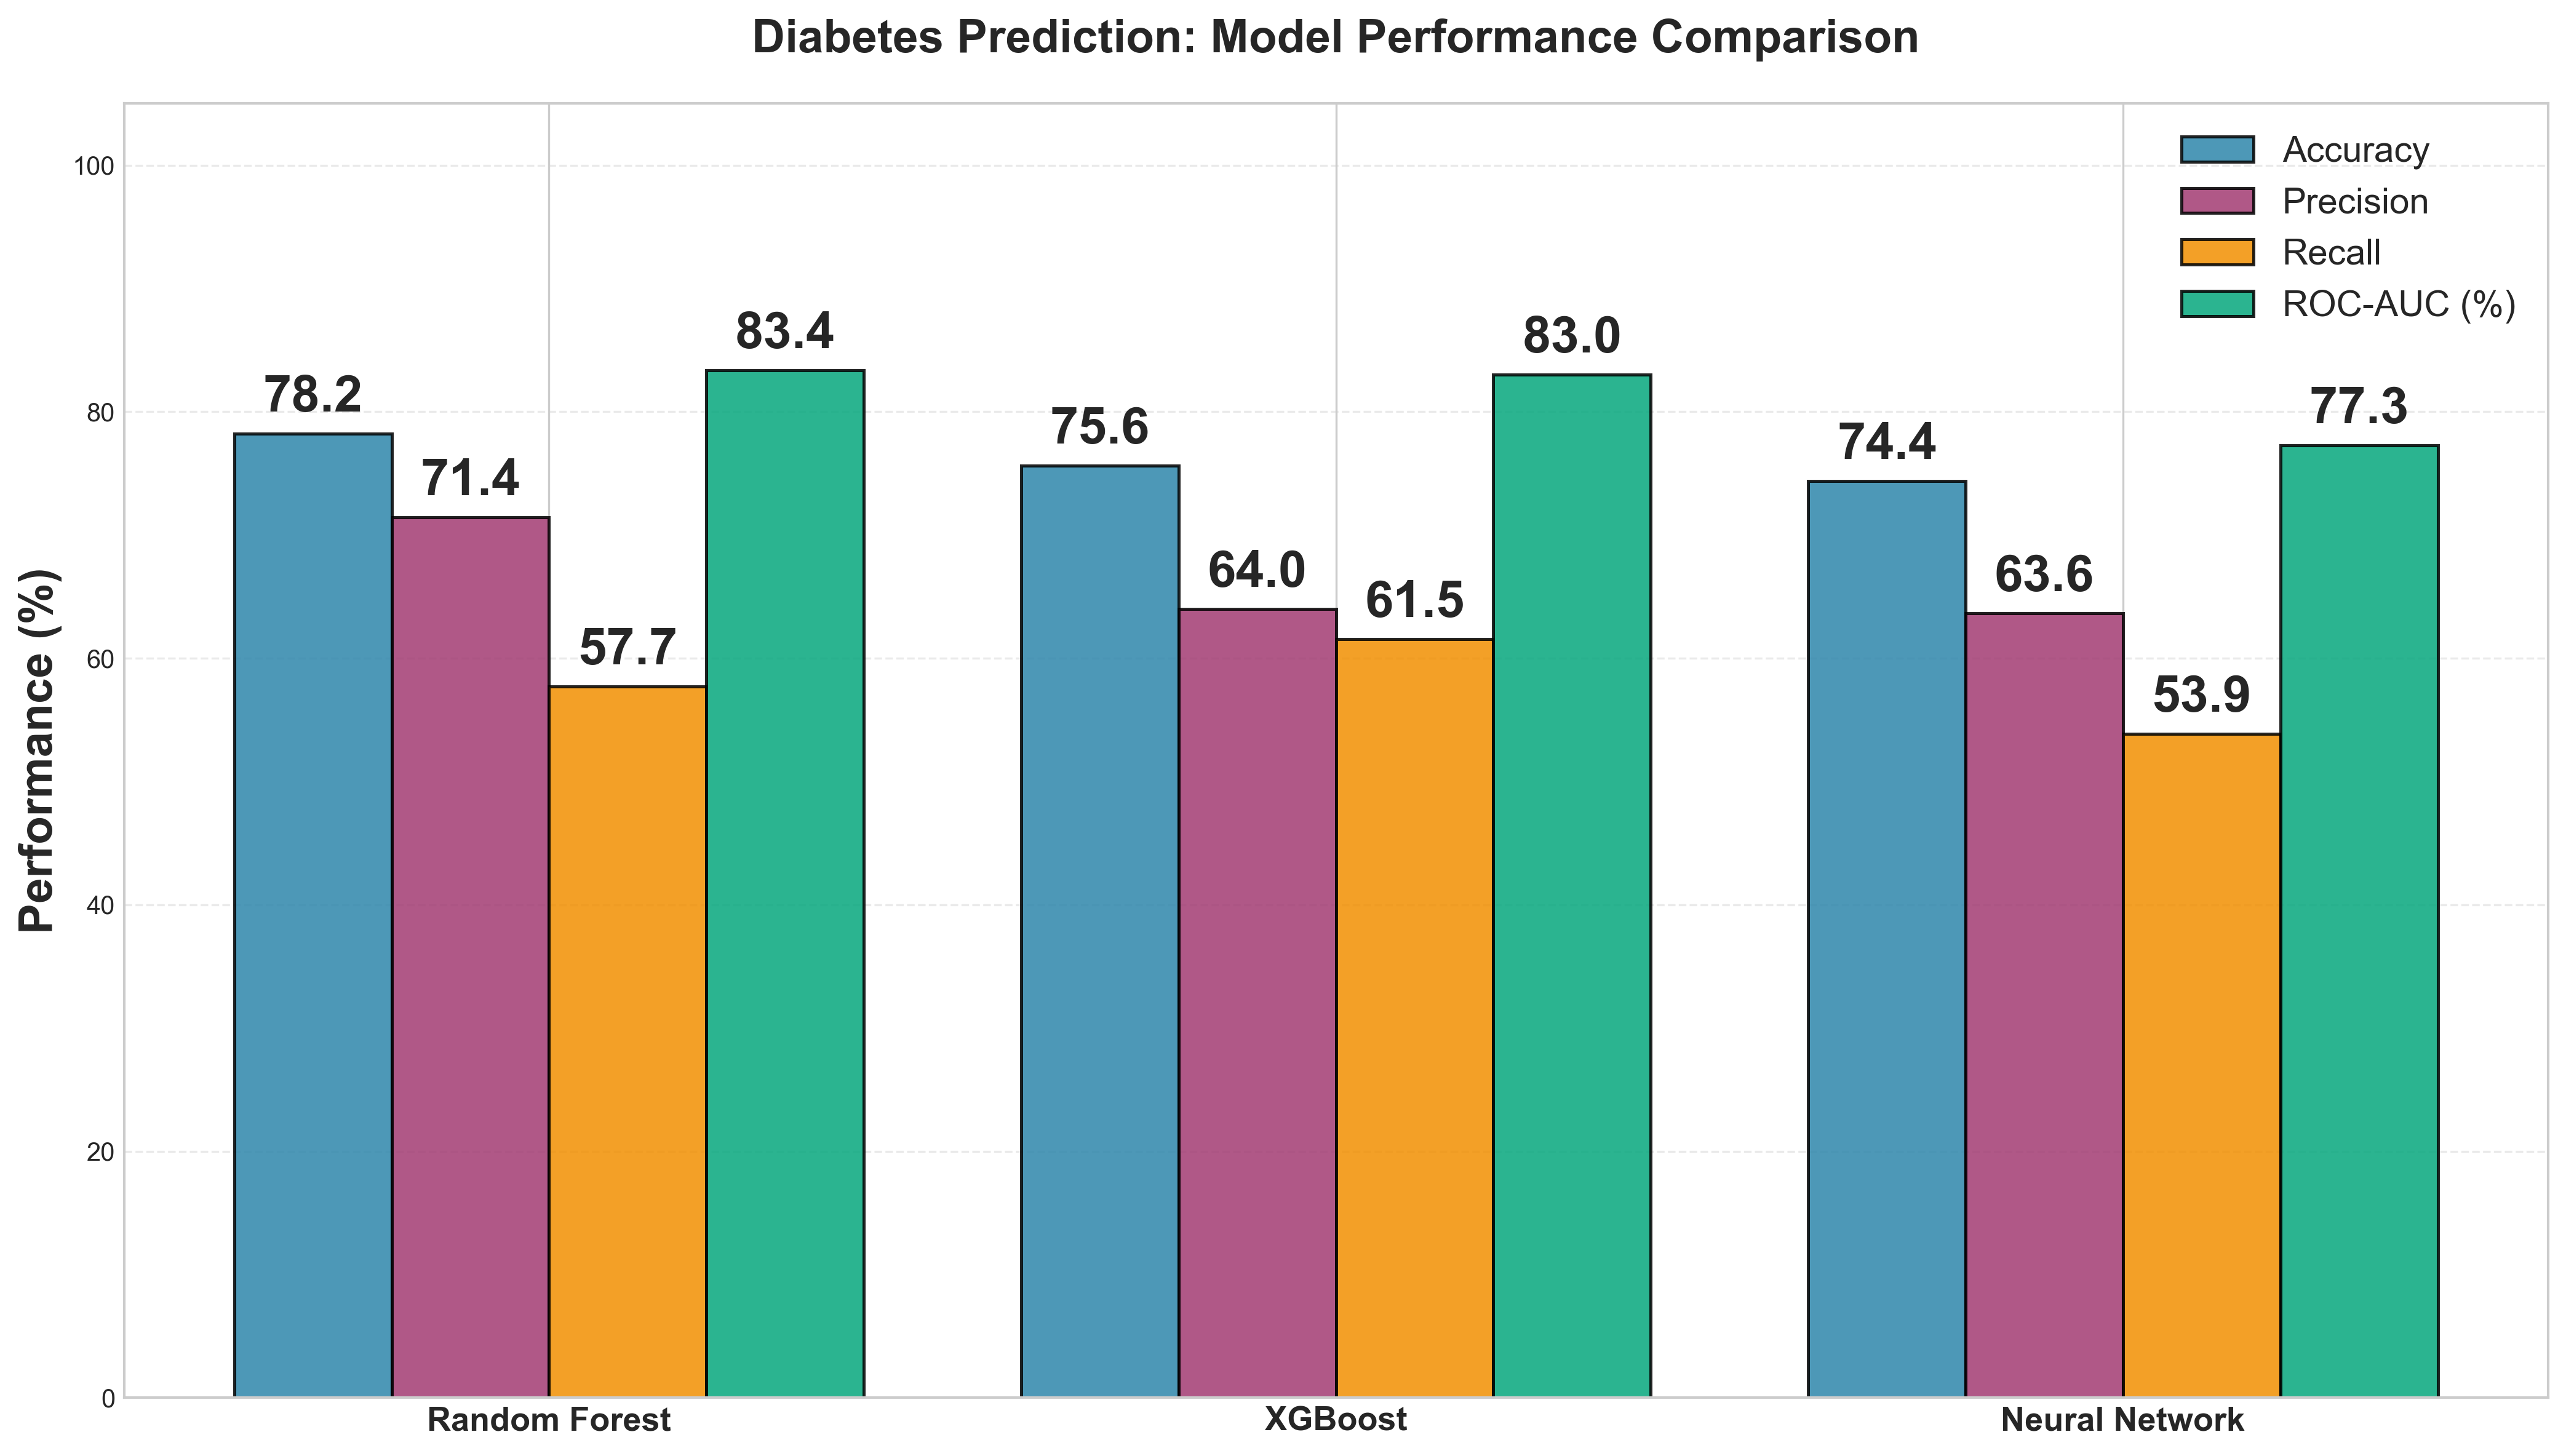 Diabetes Prediction: Model Performance Comparison
Performance (%)
100
80
60
40
20
0
Accuracy
Precision
Recall
ROC-AUC (%)
78.2
71.4
57.7
83.4
75.6
64.0
61.5
83.0
74.4
63.6
53.9
77.3
Random Forest
XGBoost
Neural Network